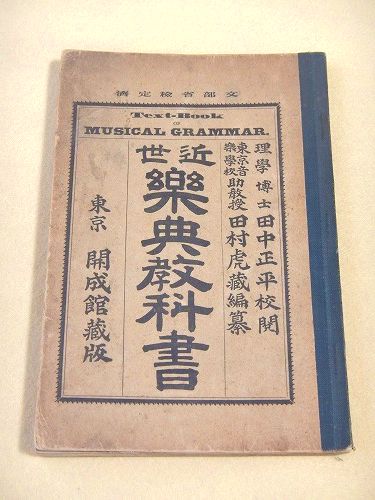 文部省檢定濟
Text-Book
OF
MUSICAL GRAMMAR.
理學博士田中正平校閱
東京音樂學校助教授田村虎藏編纂
近世
樂典教科書
東京 開成館藏版